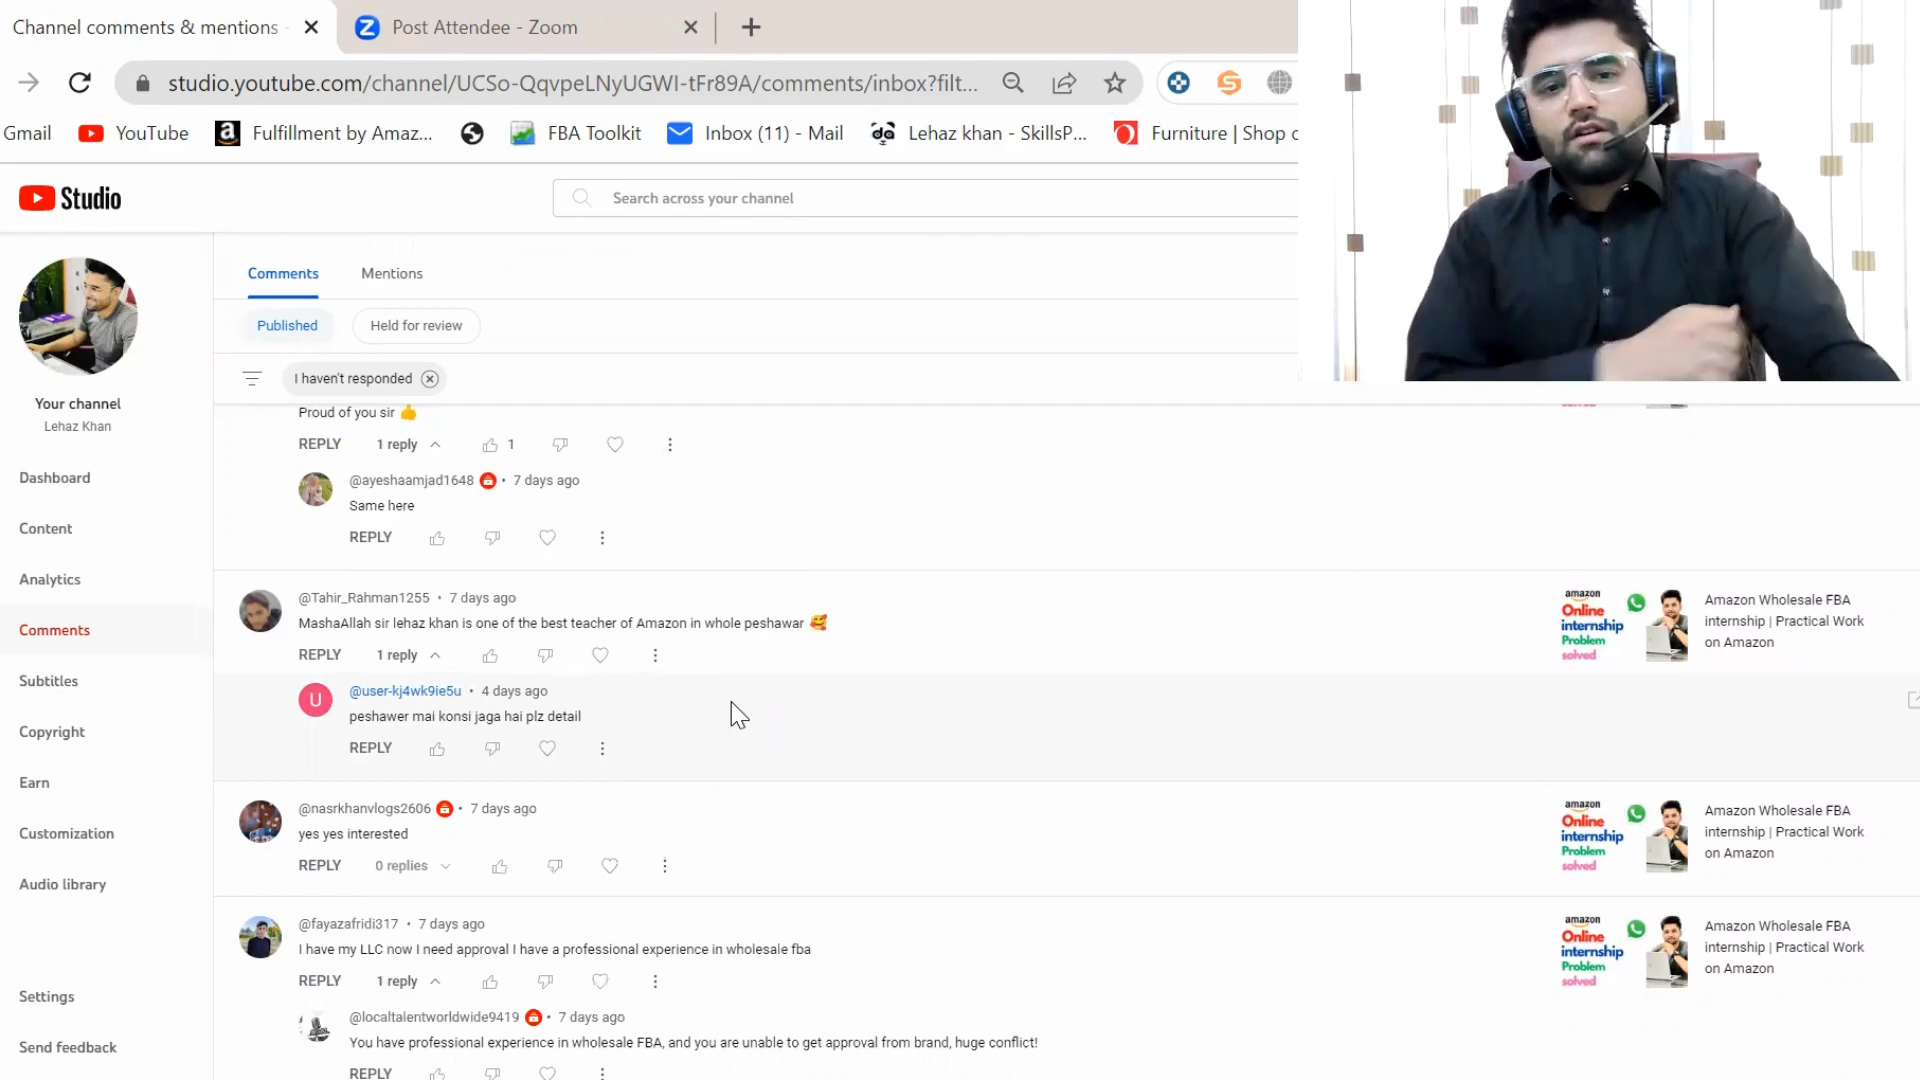 Channel comments & mentions
Post Attendee - Zoom
studio.youtube.com/channel/UCSo-QqvpeLNyUGWI-tFr89A/comments/inbox?filt...
Gmail
YouTube
Fulfillment by Amaz...
FBA Toolkit
Inbox (11) - Mail
Lehaz khan - SkillsP...
Furniture | Shop
Studio
Search across your channel
Your channel
Lehaz Khan
Dashboard
Content
Analytics
Comments
Subtitles
Copyright
Earn
Customization
Audio library
Settings
Send feedback
Comments
Mentions
Published
Held for review
I haven't responded
Proud of you sir 👍
REPLY 1 reply 1
@ayeshaamjad1648 • 7 days ago
Same here
REPLY
@Tahir_Rahman1255 • 7 days ago
MashaAllah sir lehaz khan is one of the best teacher of Amazon in whole peshawar 🥰
REPLY 1 reply
amazon
Online
internship
Problem
solved
Amazon Wholesale FBA
internship | Practical Work
on Amazon
U
@user-kj4wk9ie5u • 4 days ago
peshawer mai konsi jaga hai plz detail
REPLY
@nasrkhanvlogs2606 • 7 days ago
yes yes interested
REPLY 0 replies
amazon
Online
internship
Problem
solved
Amazon Wholesale FBA
internship | Practical Work
on Amazon
@fayazafridi317 • 7 days ago
I have my LLC now I need approval I have a professional experience in wholesale fba
REPLY 1 reply
amazon
Online
internship
Problem
solved
Amazon Wholesale FBA
internship | Practical Work
on Amazon
@localtalentworldwide9419 • 7 days ago
You have professional experience in wholesale FBA, and you are unable to get approval from brand, huge conflict!
REPLY